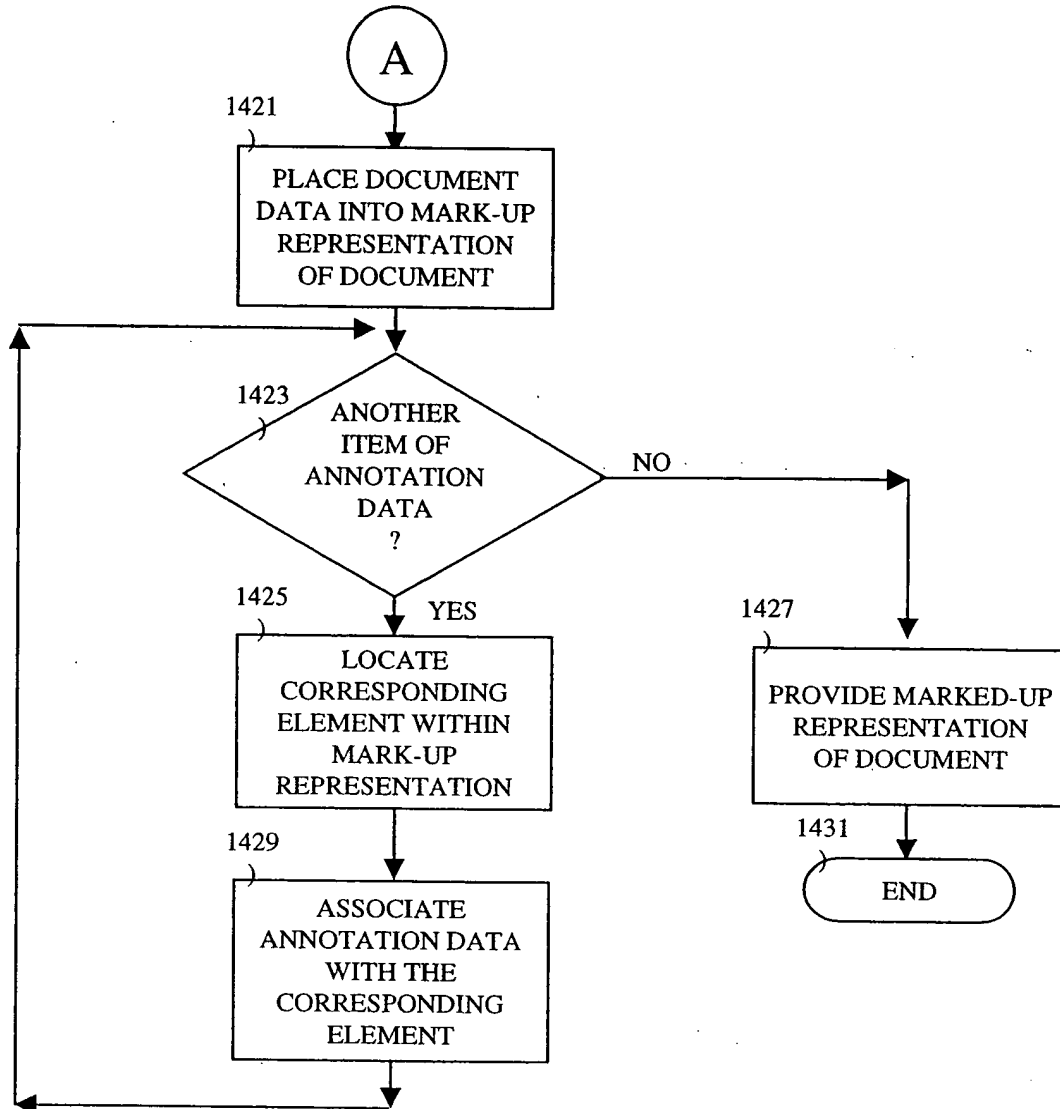 A
1421
PLACE DOCUMENT
DATA INTO MARK-UP
REPRESENTATION
OF DOCUMENT
1423
ANOTHER
ITEM OF
ANNOTATION
DATA
?
NO
YES
1425
LOCATE
CORRESPONDING
ELEMENT WITHIN
MARK-UP
REPRESENTATION
1427
PROVIDE MARKED-UP
REPRESENTATION
OF DOCUMENT
1429
ASSOCIATE
ANNOTATION DATA
WITH THE
CORRESPONDING
ELEMENT
1431
END